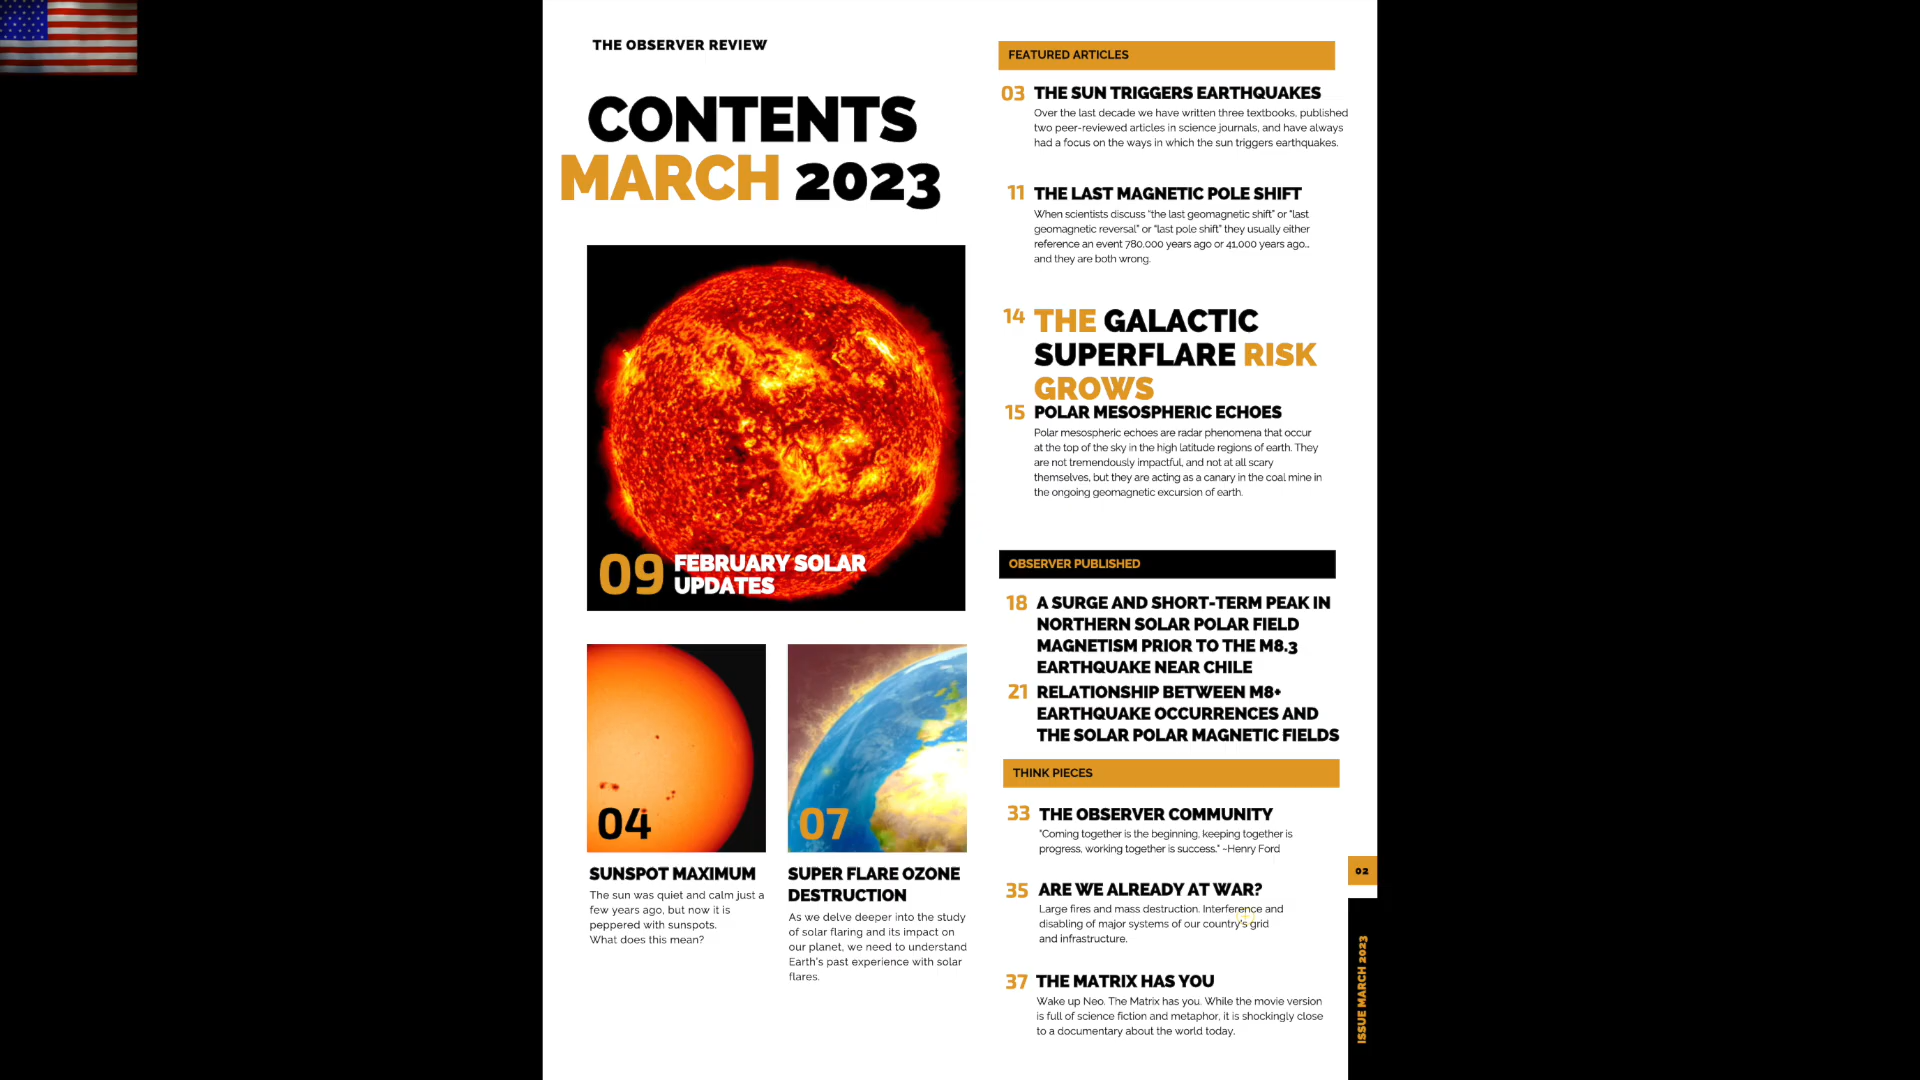 THE OBSERVER REVIEW
CONTENTS
MARCH 2023
09 FEBRUARY SOLAR
UPDATES
04
SUNSPOT MAXIMUM
The sun was quiet and calm just a
few years ago, but now it is
peppered with sunspots.
What does this mean?
07
SUPER FLARE OZONE
DESTRUCTION
As we delve deeper into the study
of solar flaring and its impact on
our planet, we need to understand
Earth's past experience with solar
flares.
FEATURED ARTICLES
03 THE SUN TRIGGERS EARTHQUAKES
Over the last decade we have written three textbooks, published
two peer-reviewed articles in science journals, and have always
had a focus on the ways in which the sun triggers earthquakes.
11 THE LAST MAGNETIC POLE SHIFT
When scientists discuss "the last geomagnetic shift" or "last
geomagnetic reversal" or "last pole shift" they usually either
reference an event 780,000 years ago or 41,000 years ago...
and they are both wrong.
14 THE GALACTIC
SUPERFLARE RISK
GROWS
15 POLAR MESOSPHERIC ECHOES
Polar mesospheric echoes are radar phenomena that occur
at the top of the sky in the high latitude regions of earth. They
are not tremendously impactful, and not at all scary
themselves, but they are acting as a canary in the coal mine in
the ongoing geomagnetic excursion of earth.
OBSERVER PUBLISHED
18 A SURGE AND SHORT-TERM PEAK IN
NORTHERN SOLAR POLAR FIELD
MAGNETISM PRIOR TO THE M8.3
EARTHQUAKE NEAR CHILE
21 RELATIONSHIP BETWEEN M8+
EARTHQUAKE OCCURRENCES AND
THE SOLAR POLAR MAGNETIC FIELDS
THINK PIECES
33 THE OBSERVER COMMUNITY
"Coming together is the beginning, keeping together is
progress, working together is success." ~Henry Ford
35 ARE WE ALREADY AT WAR?
Large fires and mass destruction. Interference and
disabling of major systems of our country's grid
and infrastructure.
37 THE MATRIX HAS YOU
Wake up Neo. The Matrix has you. While the movie version
is full of science fiction and metaphor, it is shockingly close
to a documentary about the world today.
02
ISSUE MARCH 2023